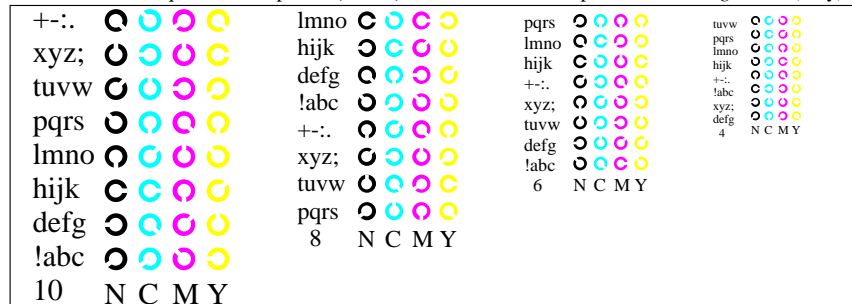 +-:.
xyz;
tuvw
pqrs
lmno
hijk
defg
!abc
10 N C M Y
lmno
hijk
defg
!abc
+-:.
xyz;
tuvw
pqrs
8 N C M Y
pqrs
lmno
hijk
+-:.
xyz;
tuvw
defg
!abc
6 N C M Y
tuvw
pqrs
lmno
hijk
+-:.
!abc
xyz;
defg
4 N C M Y